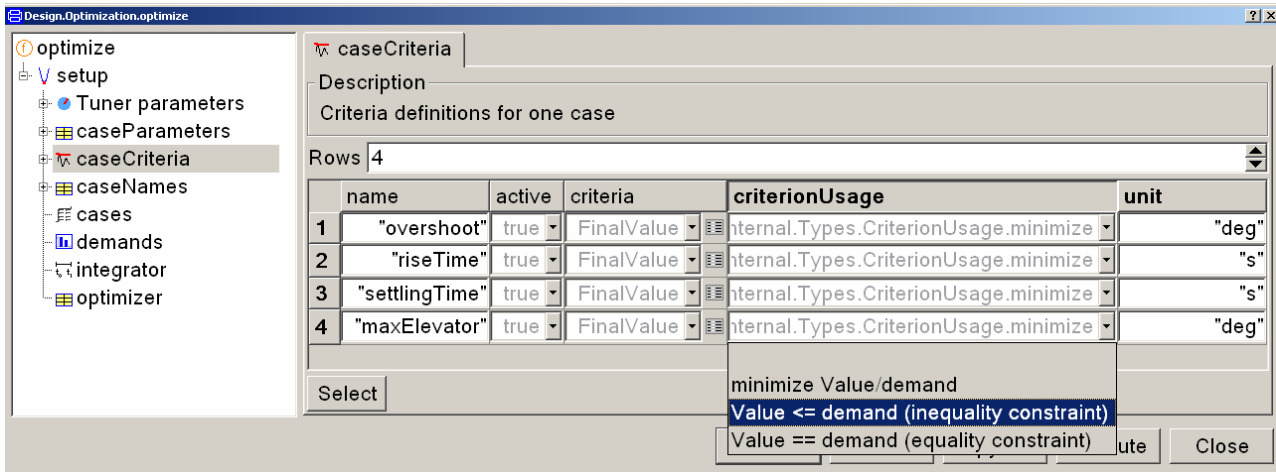 Design.Optimization.optimize
optimize
setup
Tuner parameters
caseParameters
caseCriteria
caseNames
cases
demands
integrator
optimizer
caseCriteria
Description
Criteria definitions for one case
Rows 4
name active criteria criterionUsage unit
1 "overshoot" true FinalValue nternal.Types.CriterionUsage.minimize "deg"
2 "riseTime" true FinalValue nternal.Types.CriterionUsage.minimize "s"
3 "settlingTime" true FinalValue nternal.Types.CriterionUsage.minimize "s"
4 "maxElevator" true FinalValue nternal.Types.CriterionUsage.minimize "deg"
minimize Value/demand
Select
Value <= demand (inequality constraint)
Value == demand (equality constraint)
ute Close